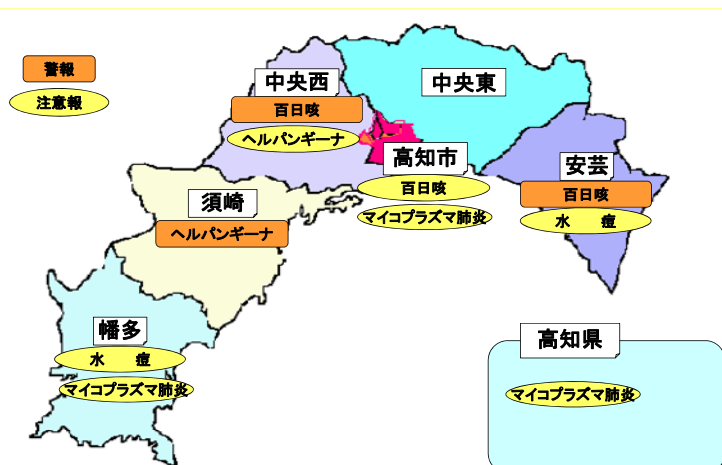 警報
注意報
中央西
百日咳
ヘルパンギーナ
中央東
高知市
百日咳
マイコプラズマ肺炎
安芸
百日咳
水 痘
須崎
ヘルパンギーナ
幡多
水 痘
マイコプラズマ肺炎
高知県
マイコプラズマ肺炎